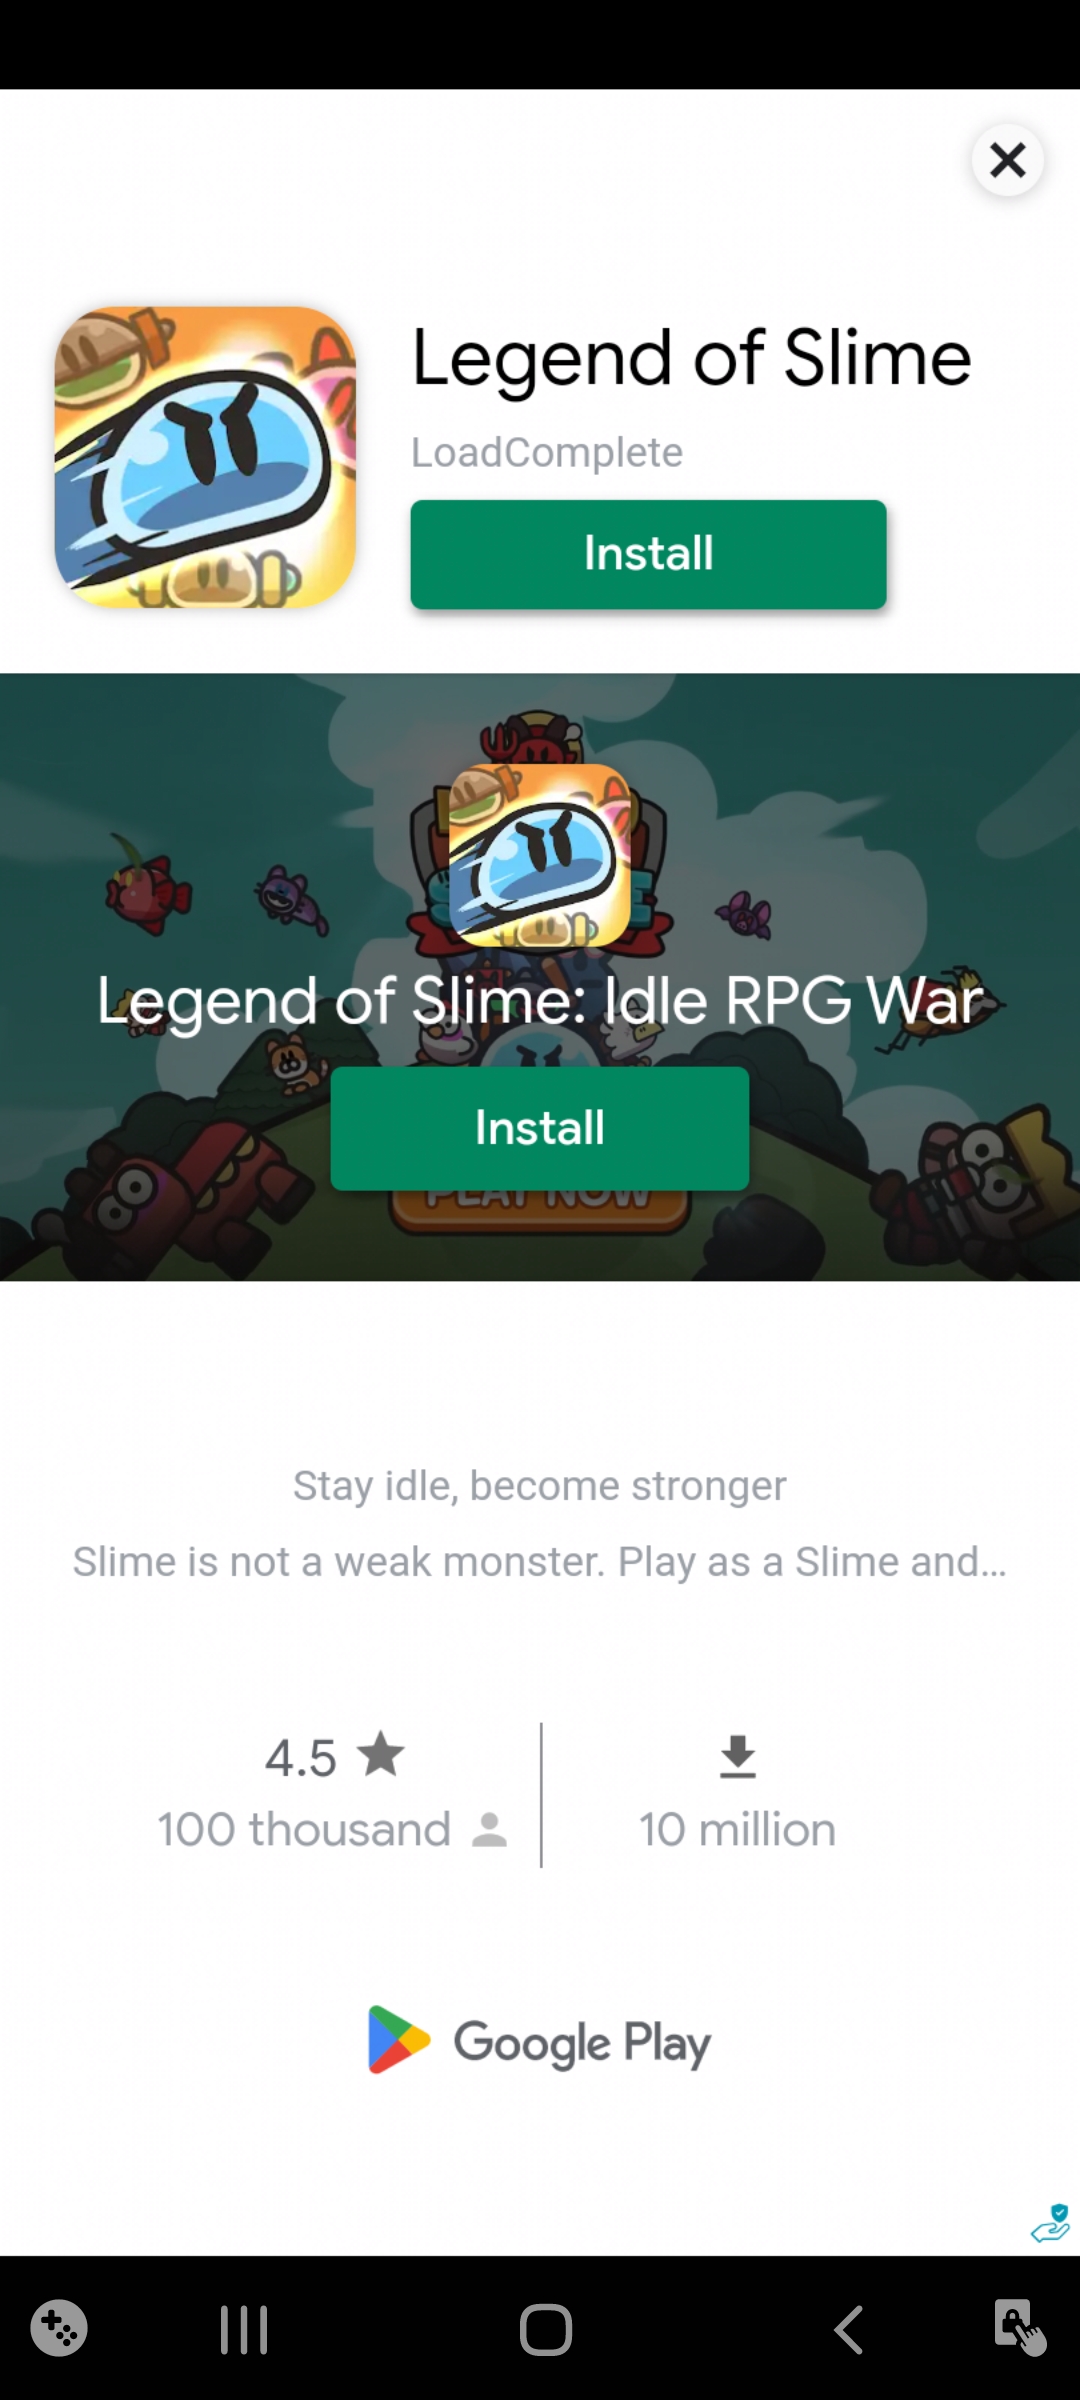 Legend of Slime
LoadComplete
Install
Legend of Slime: Idle RPG War
Install
PLAY NOW
Stay idle, become stronger
Slime is not a weak monster. Play as a Slime and...
4.5
100 thousand
10 million
Google Play